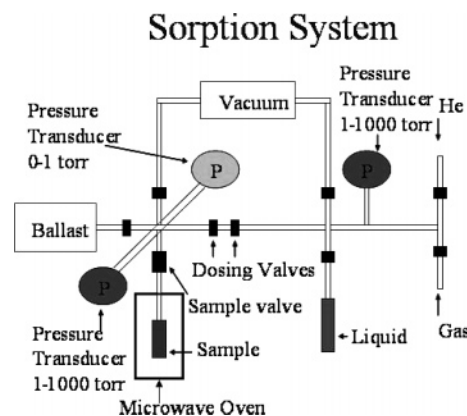 Sorption System
Pressure
Transducer
0-1 torr
Vacuum
Pressure
Transducer
1-1000 torr
He
P
P
Ballast
P
Dosing Valves
Sample valve
Pressure
Transducer
1-1000 torr
Sample
Liquid
Gas
Microwave Oven